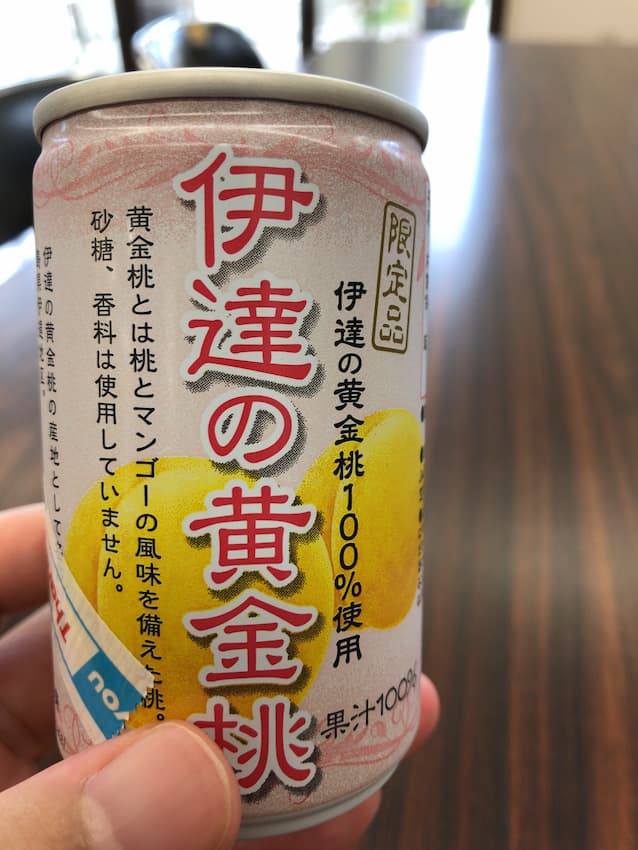 限定品
伊達の黄金桃100%使用
伊達の黄金桃
果汁100%
黄金桃とは桃とマンゴーの風味を備えた桃。
砂糖、香料は使用していません。
伊達の黄金桃の産地として
Tha
you